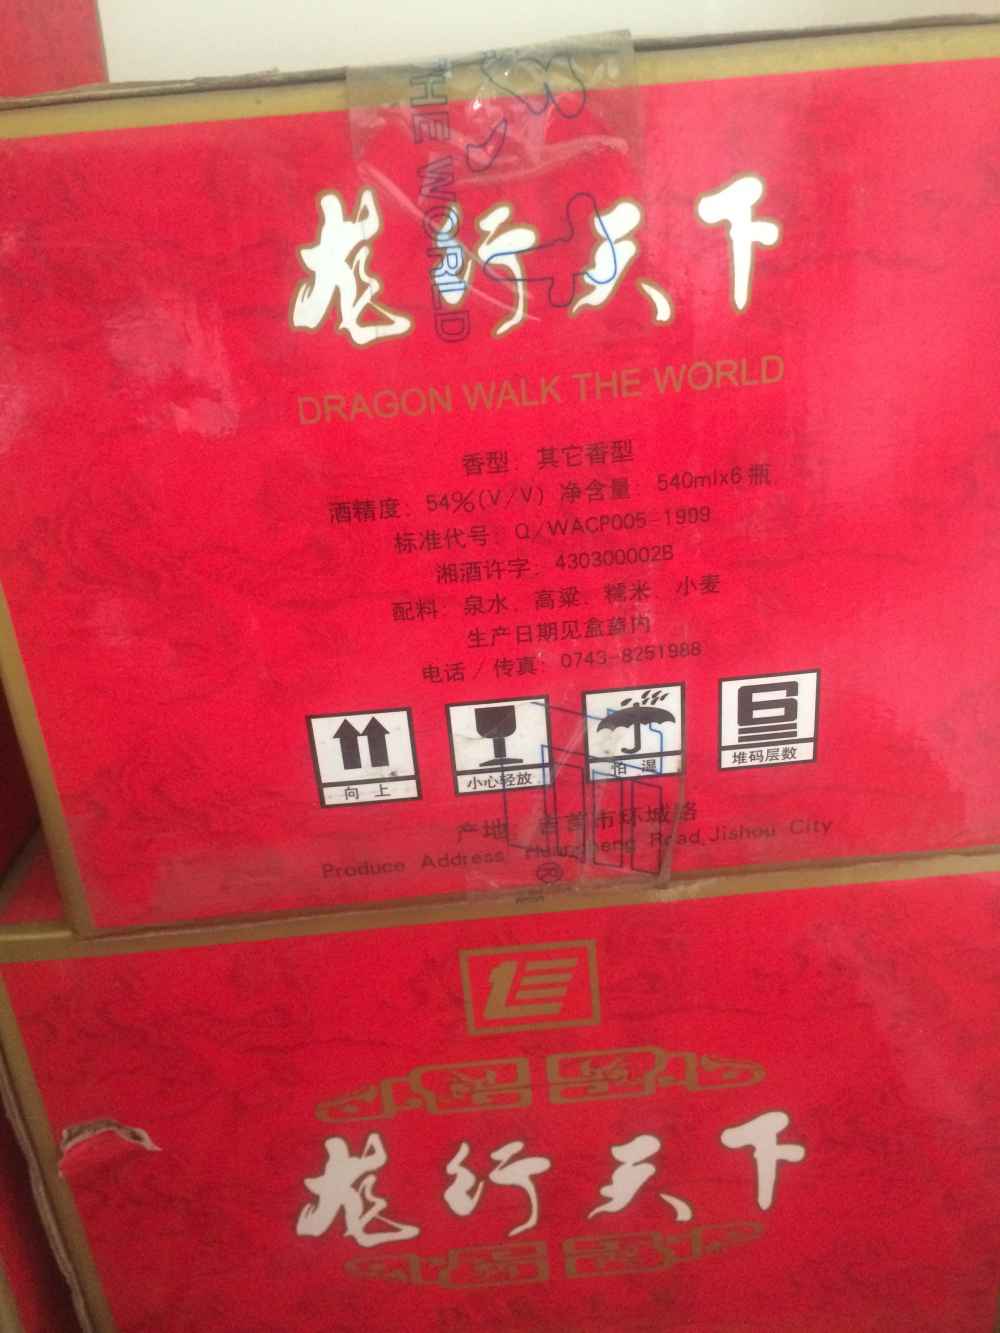 THE WORLD
龙行天下
DRAGON WALK THE WORLD
香型：其它香型
酒精度：54%(V/V) 净含量 540mlx6瓶
标准代号：Q/WACP005-1999
湘酒许字：430300002B
配料：泉水、高粱、糯米、小麦
生产日期见盒盖内
电话/传真：0743-8251988
6
向上
小心轻放
怕湿
堆码层数
产地：吉首市环城路
Produce Address Huancheng Road,Jishou City
龙行天下